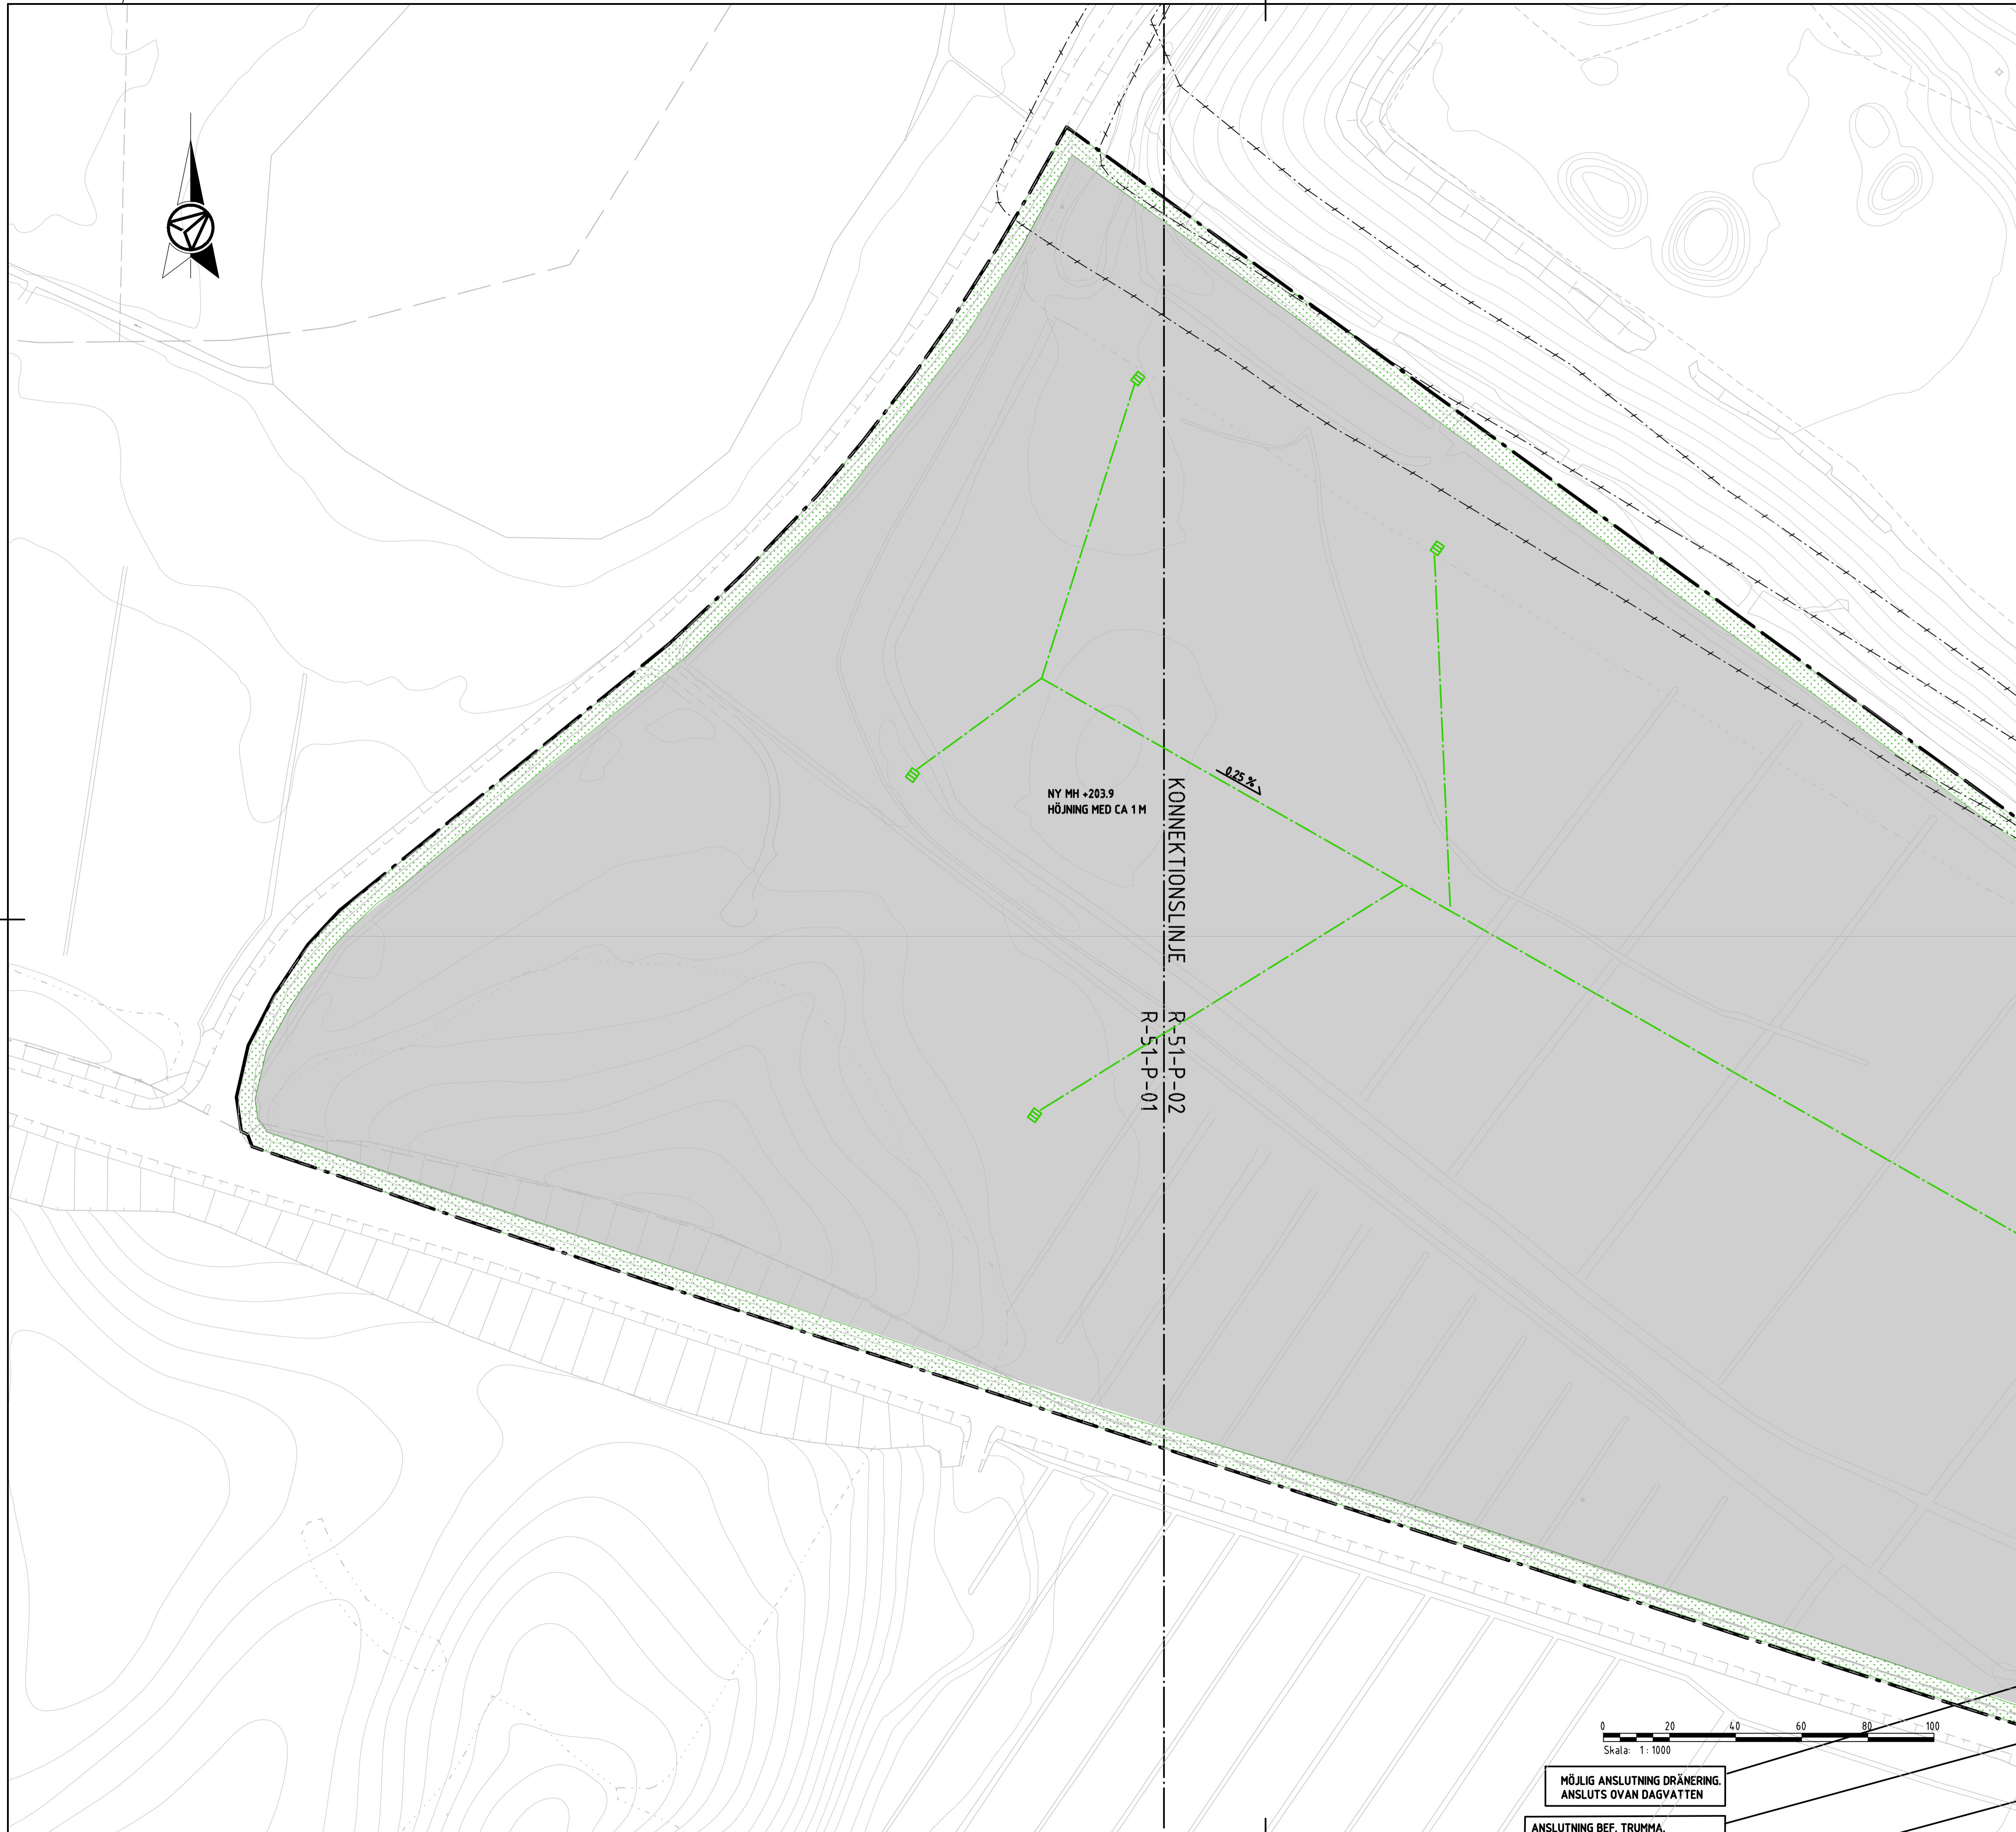 0.25 %
NY MH +203.9
HÖJNING MED CA 1 M
KONNEKTIONSLINJE
R-51-P-02
R-51-P-01
0 20 40 60 80 100
Skala: 1 : 1000
MÖJLIG ANSLUTNING DRÄNERING.
ANSLUTS OVAN DAGVATTEN
ANSLUTNING BEF. TRUMMA.